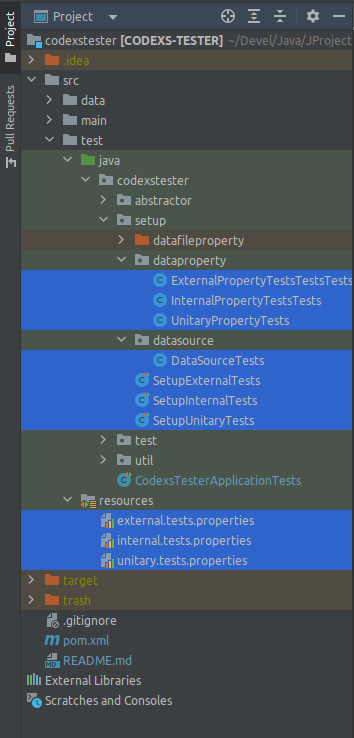 Project
Project
Pull Requests
codexstester [CODEXS-TESTER] ~/Devel/Java/JProject
.idea
src
data
main
test
java
codexstester
abstractor
setup
datafileproperty
dataproperty
ExternalPropertyTestsTestsTests
InternalPropertyTestsTests
UnitaryPropertyTests
datasource
DataSourceTests
SetupExternalTests
SetupInternalTests
SetupUnitaryTests
test
util
CodexsTesterApplicationTests
resources
external.tests.properties
internal.tests.properties
unitary.tests.properties
target
trash
.gitignore
pom.xml
README.md
External Libraries
Scratches and Consoles